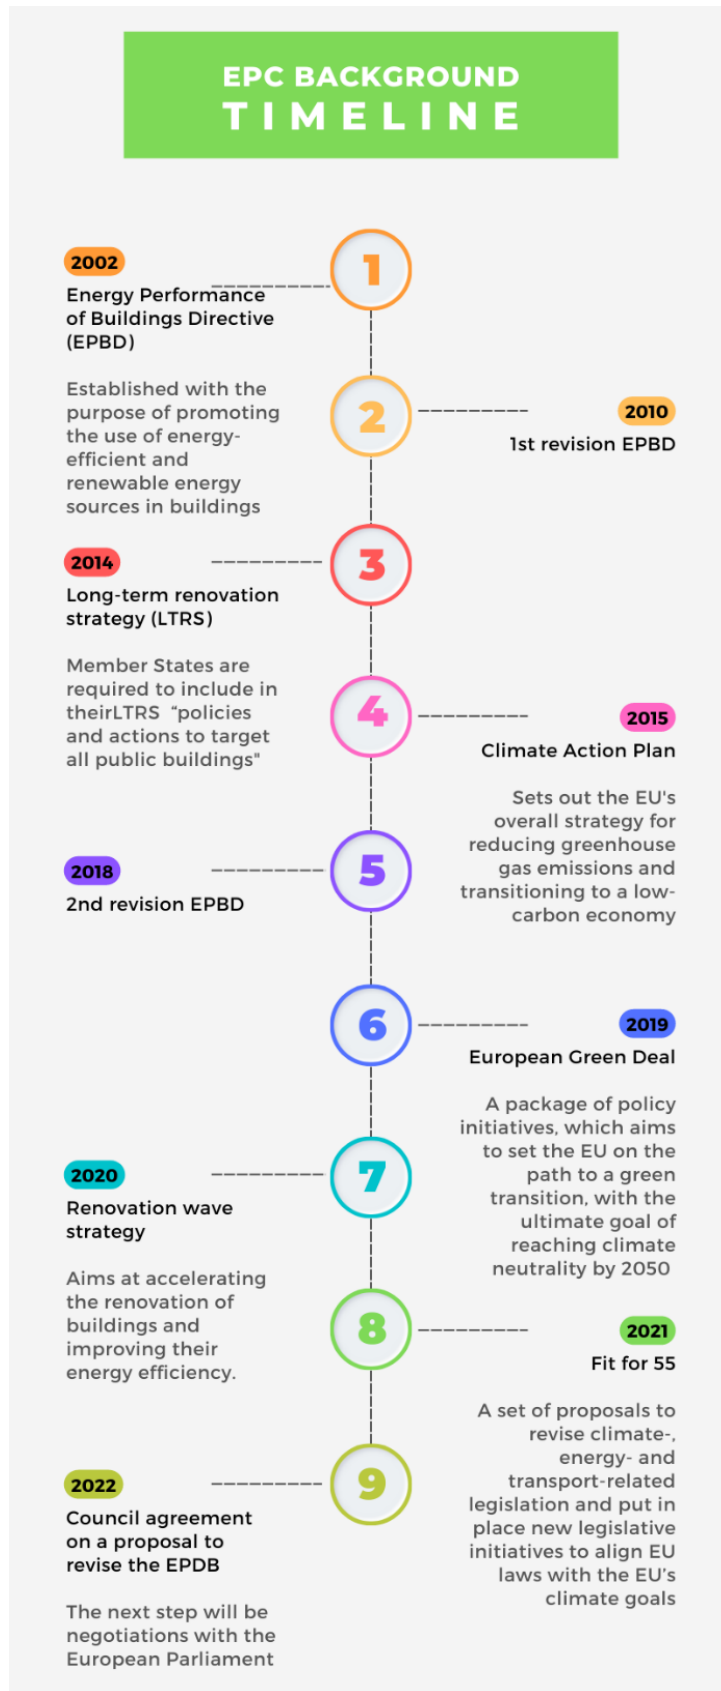 EPC BACKGROUND
TIMELINE
1
2002
Energy Performance
of Buildings Directive
(EPBD)
Established with the
purpose of promoting
the use of energy-
efficient and
renewable energy
sources in buildings
2
2010
1st revision EPBD
3
2014
Long-term renovation
strategy (LTRS)
Member States are
required to include in
theirLTRS “policies
and actions to target
all public buildings"
4
2015
Climate Action Plan
Sets out the EU's
overall strategy for
reducing greenhouse
gas emissions and
transitioning to a low-
carbon economy
5
2018
2nd revision EPBD
6
2019
European Green Deal
A package of policy
initiatives, which aims
to set the EU on the
path to a green
transition, with the
ultimate goal of
reaching climate
neutrality by 2050
7
2020
Renovation wave
strategy
Aims at accelerating
the renovation of
buildings and
improving their
energy efficiency.
8
2021
Fit for 55
A set of proposals to
revise climate-,
energy- and
transport-related
legislation and put in
place new legislative
initiatives to align EU
laws with the EU’s
climate goals
9
2022
Council agreement
on a proposal to
revise the EPDB
The next step will be
negotiations with the
European Parliament